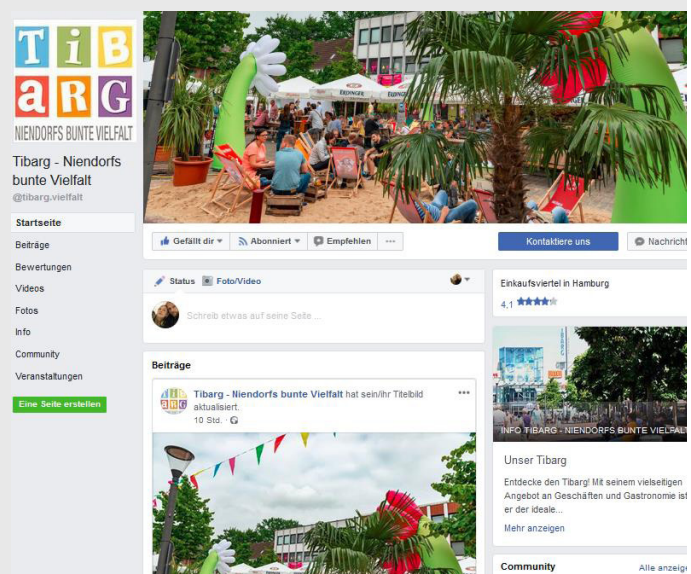 TiB
aRG
NIENDORFS BUNTE VIELFALT
Tibarg - Niendorfs
bunte Vielfalt
@tibarg.vielfalt
Startseite
Beiträge
Bewertungen
Videos
Fotos
Info
Community
Veranstaltungen
Eine Seite erstellen
ERDINGER
Gefällt dir
Abonniert
Empfehlen
Kontaktiere uns
Nachricht
Status
Foto/Video
Schreib etwas auf seine Seite ...
Beiträge
Tibarg - Niendorfs bunte Vielfalt hat sein/ihr Titelbild
aktualisiert.
10 Std. ·
Einkaufsviertel in Hamburg
4,1
TIBARG
INFO TIBARG - NIENDORFS BUNTE VIELFALT
Unser Tibarg
Entdecke den Tibarg! Mit seinem vielseitigen
Angebot an Geschäften und Gastronomie ist
er der ideale...
Mehr anzeigen
Community
Alle anzeige